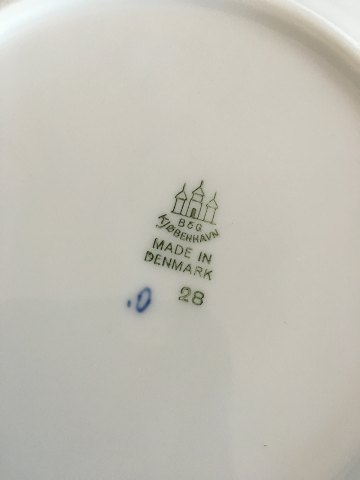 B&G
KJØBENHAVN
MADE IN
DENMARK
.O 28